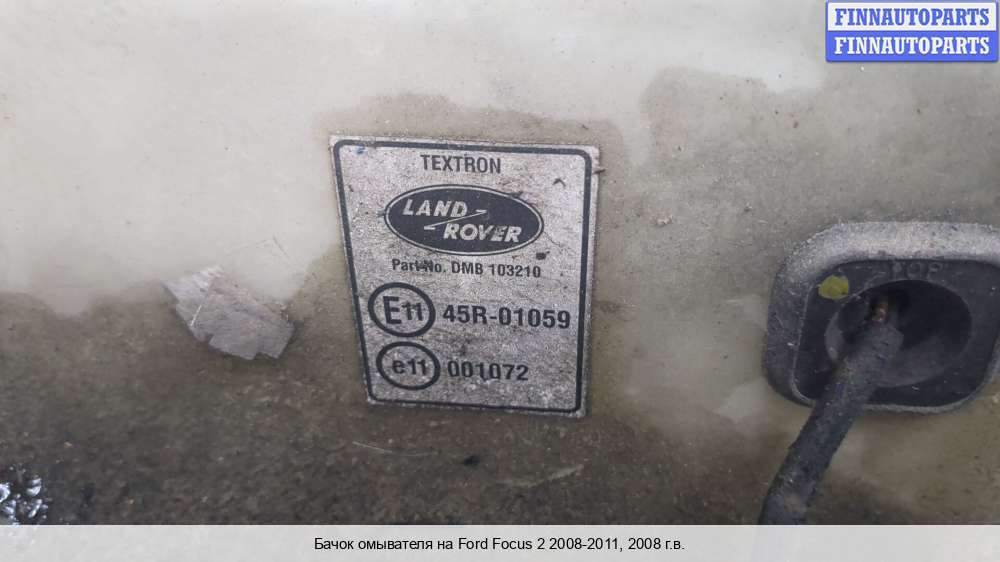 FINNAUTOPARTS
FINNAUTOPARTS
TEXTRON
LAND
ROVER
Part No. DMB 103210
E11 45R-01059
e11 001072
TOP
Бачок омывателя на Ford Focus 2 2008-2011, 2008 г.в.